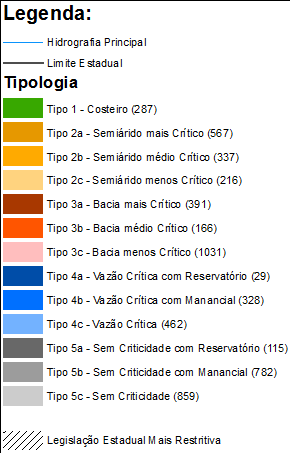 Legenda:
Hidrografia Principal
Limite Estadual
Tipologia
Tipo 1 - Costeiro (287)
Tipo 2a - Semiárido mais Crítico (567)
Tipo 2b - Semiárido médio Crítico (337)
Tipo 2c - Semiárido menos Crítico (216)
Tipo 3a - Bacia mais Crítico (391)
Tipo 3b - Bacia médio Crítico (166)
Tipo 3c - Bacia menos Crítico (1031)
Tipo 4a - Vazão Crítica com Reservatório (29)
Tipo 4b - Vazão Crítica com Manancial (328)
Tipo 4c - Vazão Crítica (462)
Tipo 5a - Sem Criticidade com Reservatório (115)
Tipo 5b - Sem Criticidade com Manancial (782)
Tipo 5c - Sem Criticidade (859)
Legislação Estadual Mais Restritiva